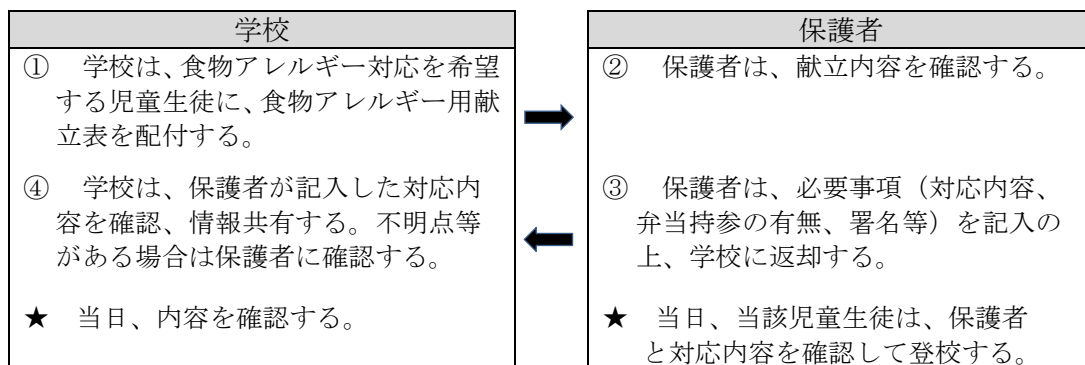 学校
① 学校は、食物アレルギー対応を希望
する児童生徒に、食物アレルギー用献
立表を配付する。
④ 学校は、保護者が記入した対応内
容を確認、情報共有する。不明点等
がある場合は保護者に確認する。
★ 当日、内容を確認する。
保護者
② 保護者は、献立内容を確認する。
③ 保護者は、必要事項（対応内容、
弁当持参の有無、署名等）を記入の
上、学校に返却する。
★ 当日、当該児童生徒は、保護者
と対応内容を確認して登校する。